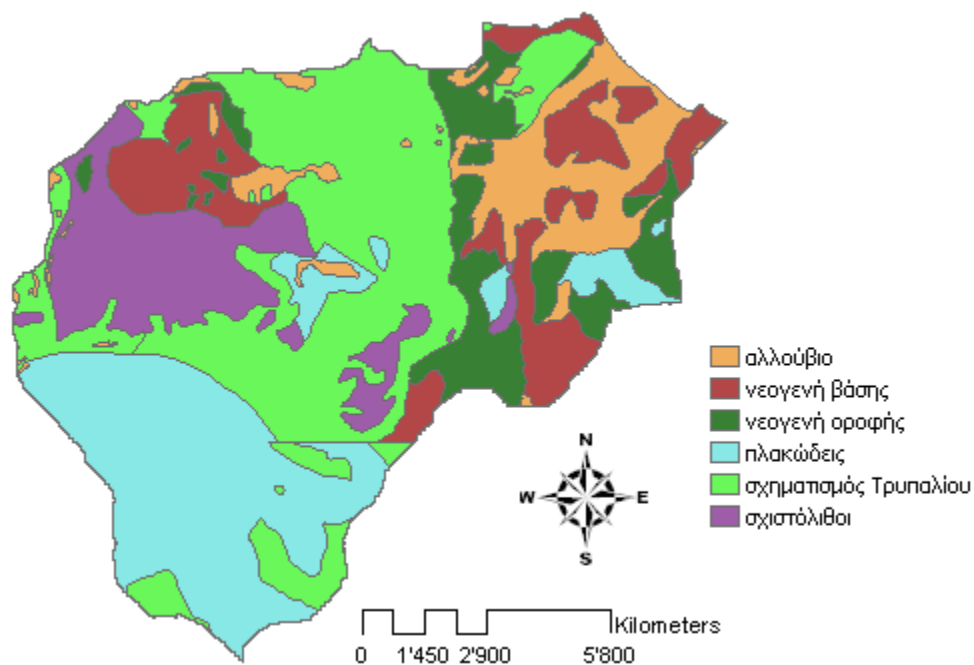 αλλούβιο
νεογενή βάσης
νεογενή οροφής
πλακώδεις
σχηματισμός Τρυπαλίου
σχιστόλιθοι
N
W E
S
Kilometers
0 1'450 2'900 5'800